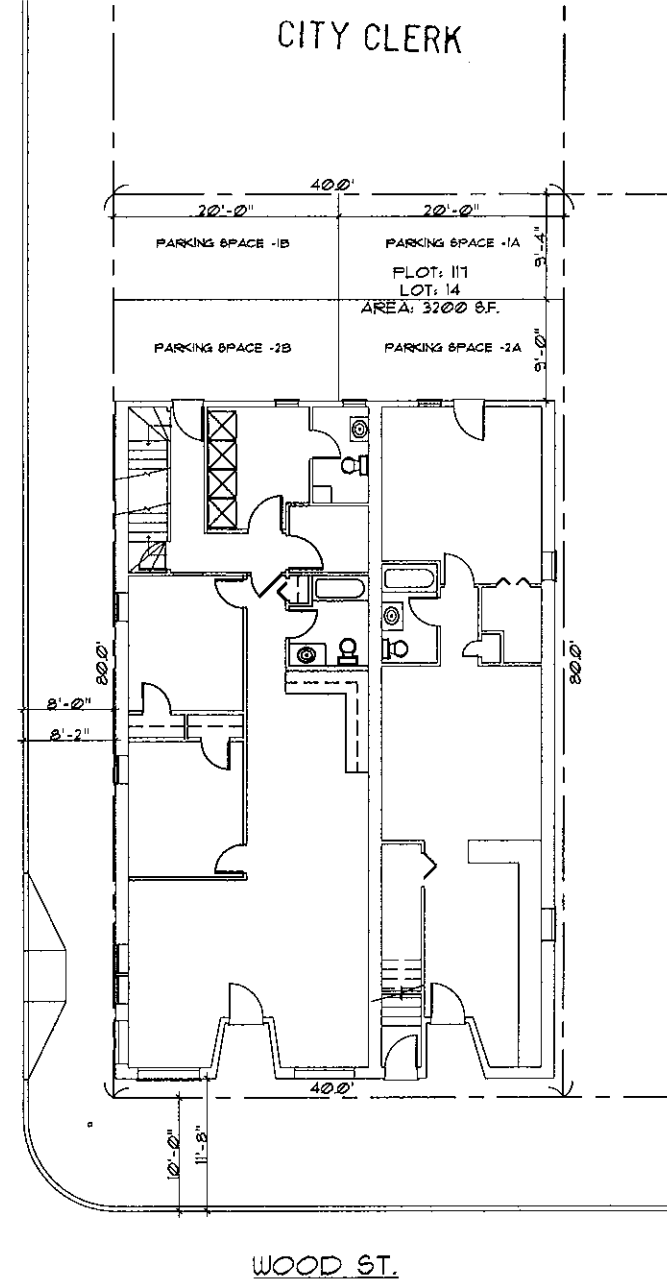 CITY CLERK
40.0'
20'-0" 20'-0"
PARKING SPACE -1B PARKING SPACE -1A
9'-4"
PLOT: 117
LOT: 14
AREA: 3200 S.F.
PARKING SPACE -2B PARKING SPACE -2A
9'-0"
80.0' 80.0'
8'-0"
8'-2"
40.0'
10'-0" 11'-8"
WOOD ST.